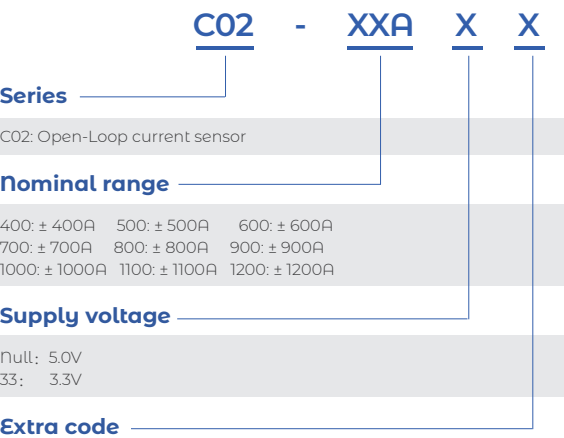 C02 - XXA X X
Series
C02: Open-Loop current sensor
Nominal range
400: ± 400A 500: ± 500A 600: ± 600A
700: ± 700A 800: ± 800A 900: ± 900A
1000: ± 1000A 1100: ± 1100A 1200: ± 1200A
Supply voltage
Null: 5.0V
33: 3.3V
Extra code